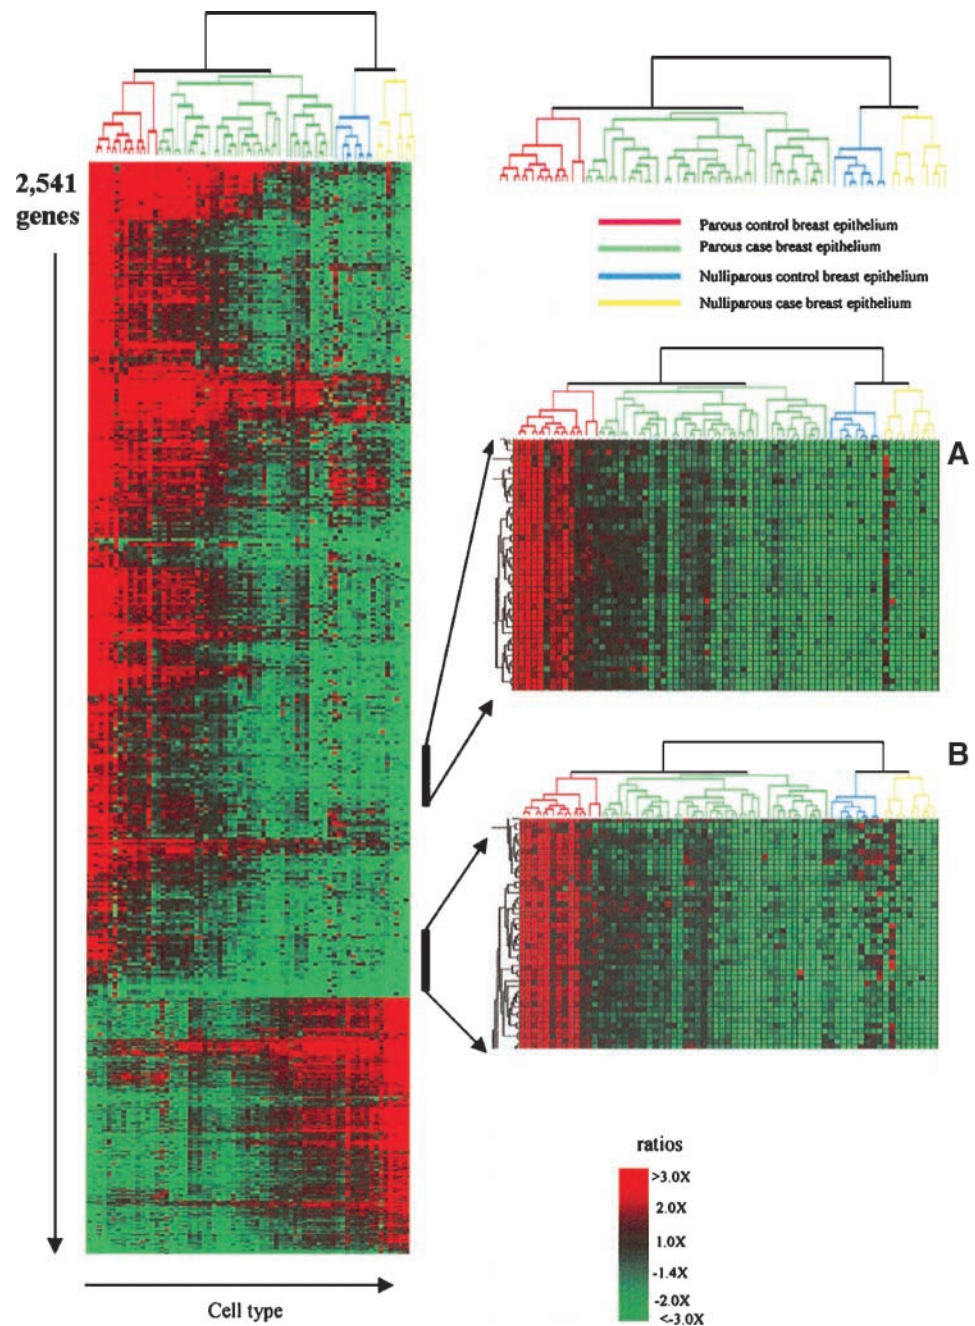 2,541
genes
Parous control breast epithelium
Parous case breast epithelium
Nulliparous control breast epithelium
Nulliparous case breast epithelium
A
B
ratios
>3.0X
2.0X
1.0X
-1.4X
-2.0X
<-3.0X
Cell type